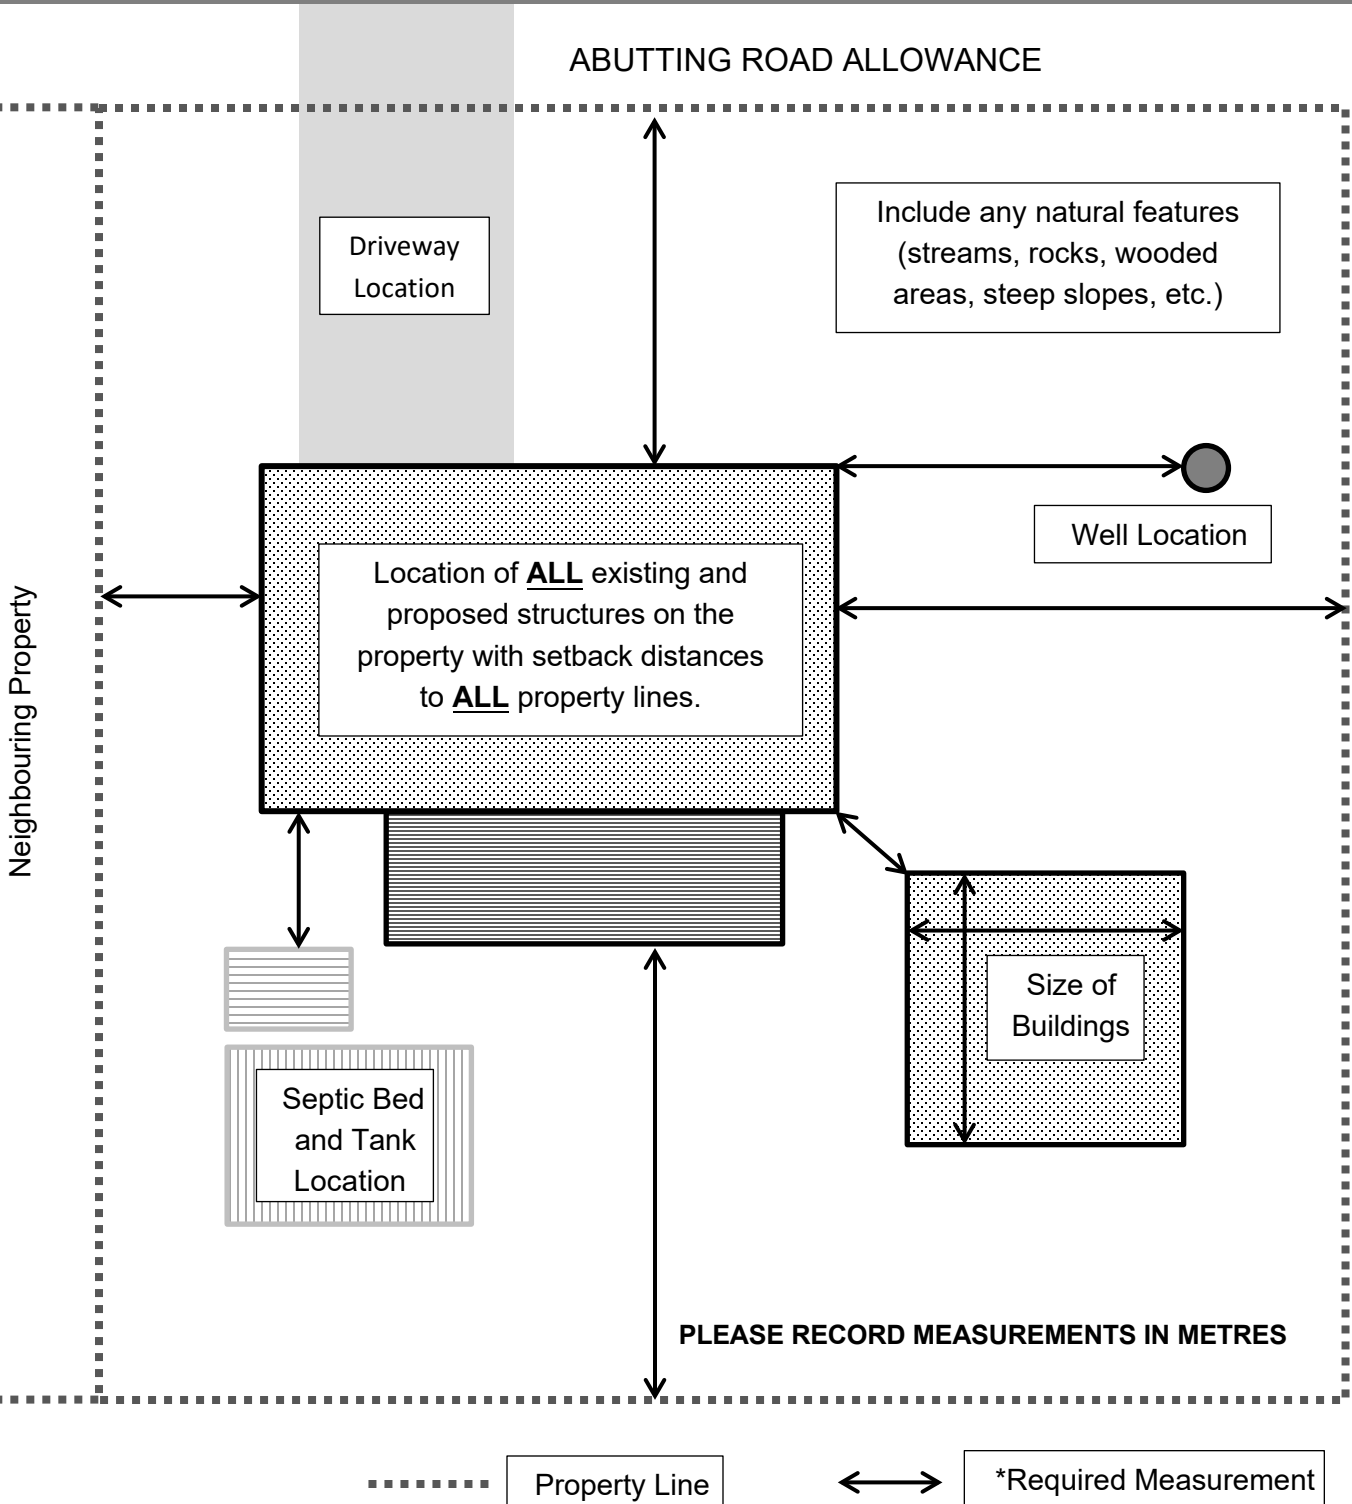 ABUTTING ROAD ALLOWANCE
Driveway
Location
Include any natural features
(streams, rocks, wooded
areas, steep slopes, etc.)
Well Location
Neighbouring Property
Location of ALL existing and
proposed structures on the
property with setback distances
to ALL property lines.
Size of
Buildings
Septic Bed
and Tank
Location
PLEASE RECORD MEASUREMENTS IN METRES
Property Line
*Required Measurement